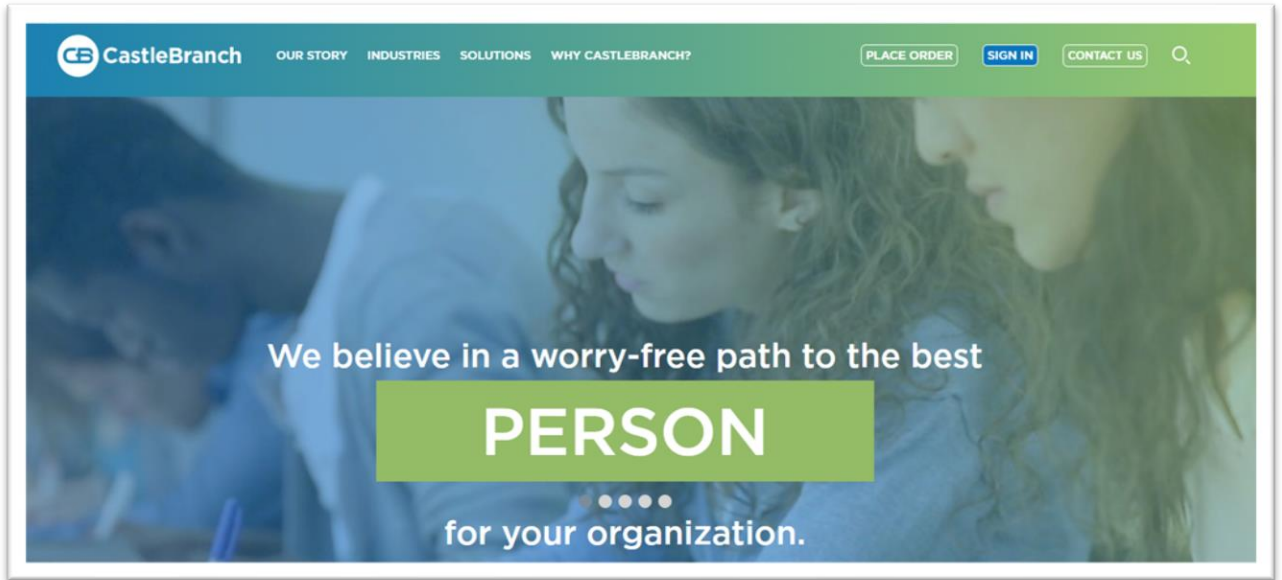 CB CastleBranch OUR STORY INDUSTRIES SOLUTIONS WHY CASTLEBRANCH? PLACE ORDER SIGN IN CONTACT US
We believe in a worry-free path to the best
PERSON
for your organization.